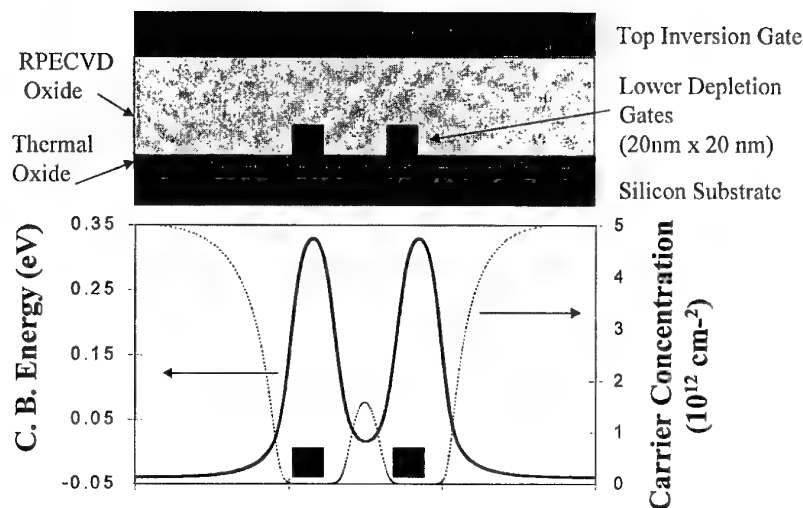 RPECVD
Oxide
Thermal
Oxide
Top Inversion Gate
Lower Depletion
Gates
(20nm x 20 nm)
Silicon Substrate
C. B. Energy (eV)
0.35
0.25
0.15
0.05
-0.05
5
4
3
2
1
0
Carrier Concentration
(10¹² cm-²)